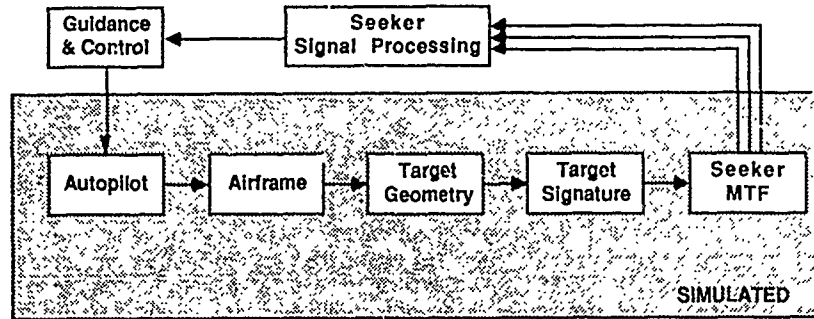 Guidance
& Control
Seeker
Signal Processing
Autopilot
Airframe
Target
Geometry
Target
Signature
Seeker
MTF
SIMULATED